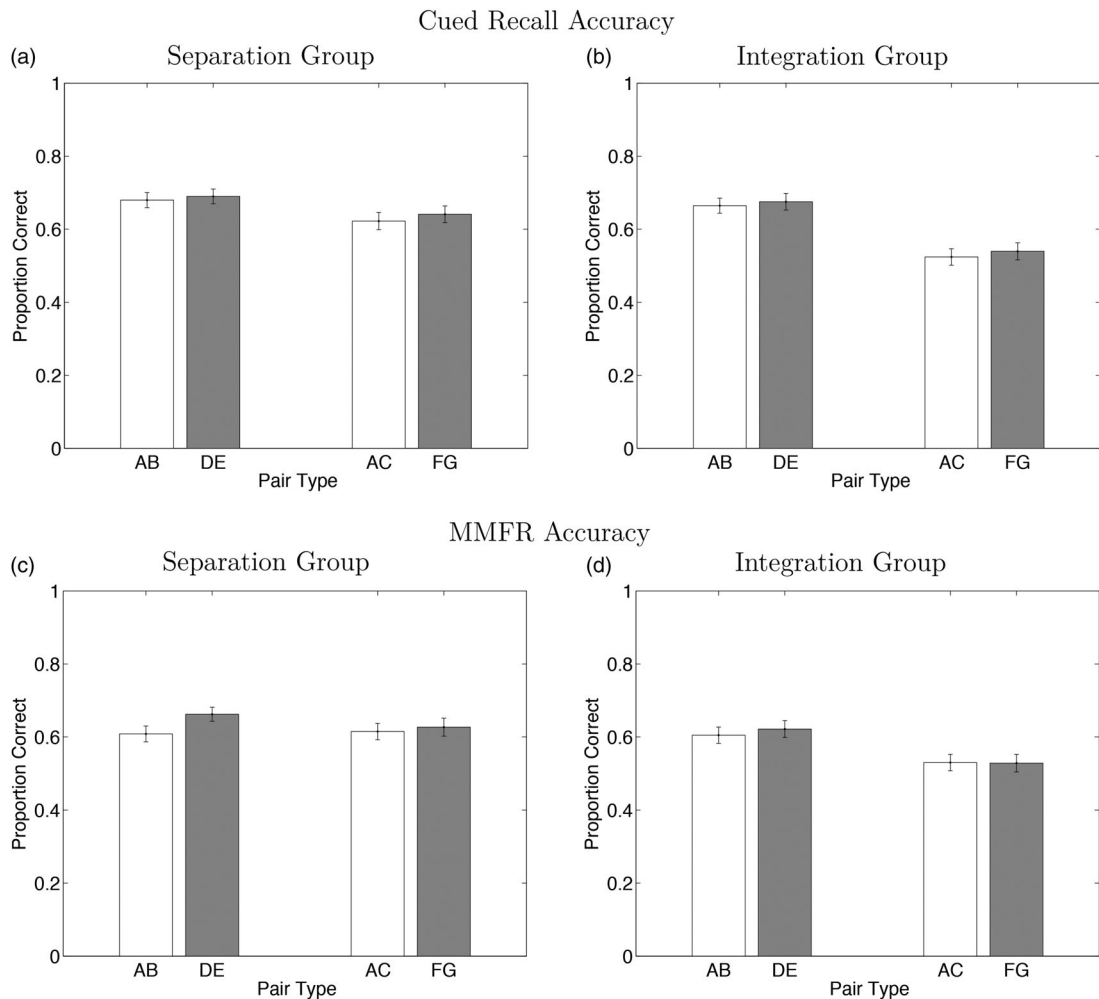 Cued Recall Accuracy
(a) Separation Group
(b) Integration Group
1
0.8
0.6
0.4
0.2
0
Proportion Correct
AB DE AC FG
Pair Type
1
0.8
0.6
0.4
0.2
0
Proportion Correct
AB DE AC FG
Pair Type
MMFR Accuracy
(c) Separation Group
(d) Integration Group
1
0.8
0.6
0.4
0.2
0
Proportion Correct
AB DE AC FG
Pair Type
1
0.8
0.6
0.4
0.2
0
Proportion Correct
AB DE AC FG
Pair Type